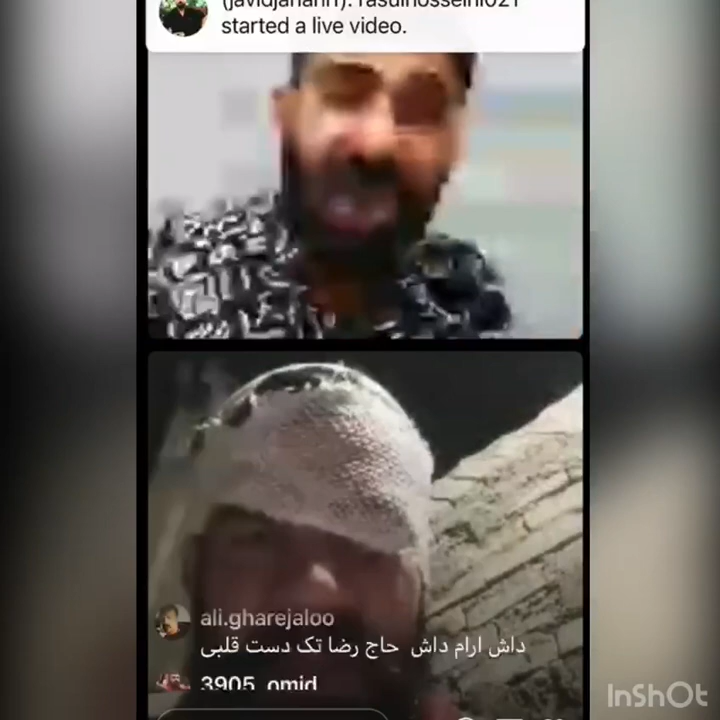 started a live video.
ali.gharejaloo
داش ارام داش حاج رضا تک دست قلبی
3905_omid
InShOt